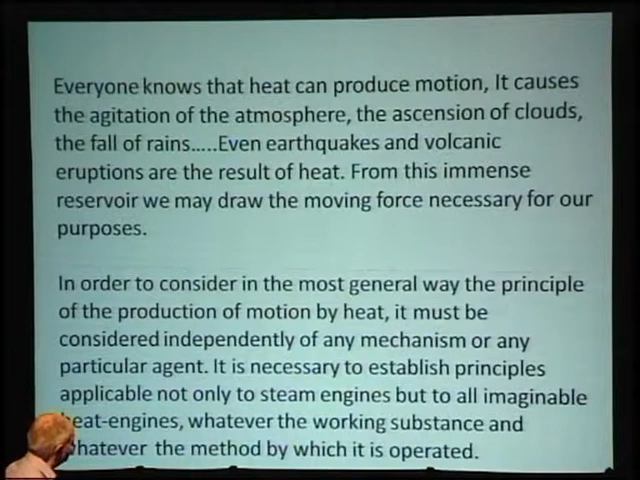 Everyone knows that heat can produce motion, It causes
the agitation of the atmosphere, the ascension of clouds,
the fall of rains.....Even earthquakes and volcanic
eruptions are the result of heat. From this immense
reservoir we may draw the moving force necessary for our
purposes.
In order to consider in the most general way the principle
of the production of motion by heat, it must be
considered independently of any mechanism or any
particular agent. It is necessary to establish principles
applicable not only to steam engines but to all imaginable
heat-engines, whatever the working substance and
whatever the method by which it is operated.